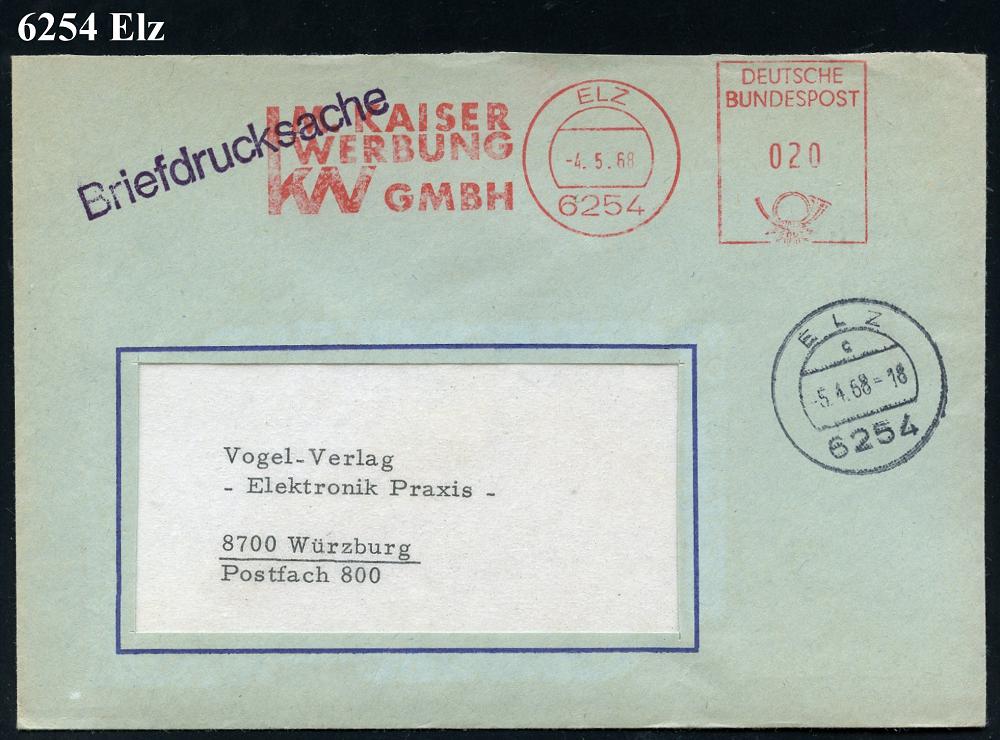 6254 Elz
Briefdrucksache
KAISER
WERBUNG
KW GMBH
ELZ
-4. 5. 68
6254
DEUTSCHE
BUNDESPOST
020
ELZ
c
-5.4.68-18
6254
Vogel-Verlag
- Elektronik Praxis -
8700 Würzburg
Postfach 800